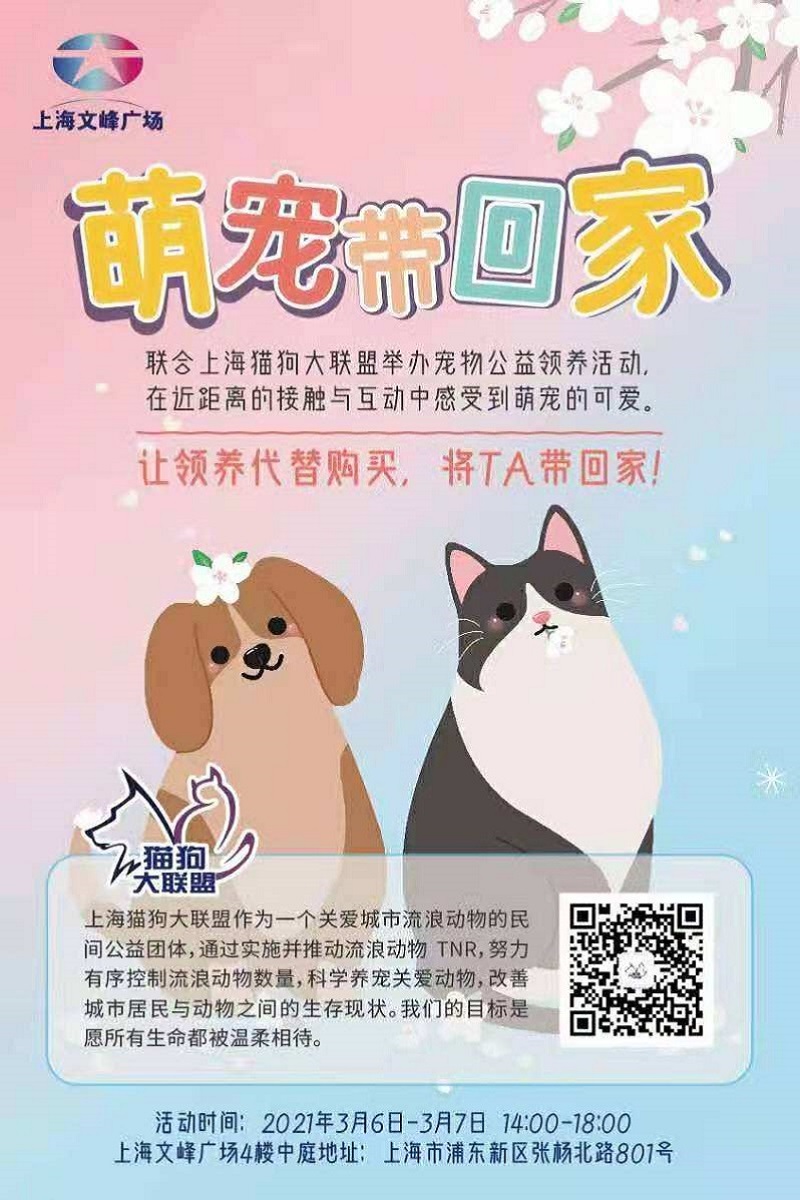 上海文峰广场
萌宠带回家
联合上海猫狗大联盟举办宠物公益领养活动,
在近距离的接触与互动中感受到萌宠的可爱。
让领养代替购买, 将TA带回家!
猫狗
大联盟
上海猫狗大联盟作为一个关爱城市流浪动物的民
间公益团体,通过实施并推动流浪动物 TNR,努力
有序控制流浪动物数量,科学养宠关爱动物,改善
城市居民与动物之间的生存现状。我们的目标是
愿所有生命都被温柔相待。
活动时间: 2021年3月6日-3月7日 14:00-18:00
上海文峰广场4楼中庭地址: 上海市浦东新区张杨北路801号